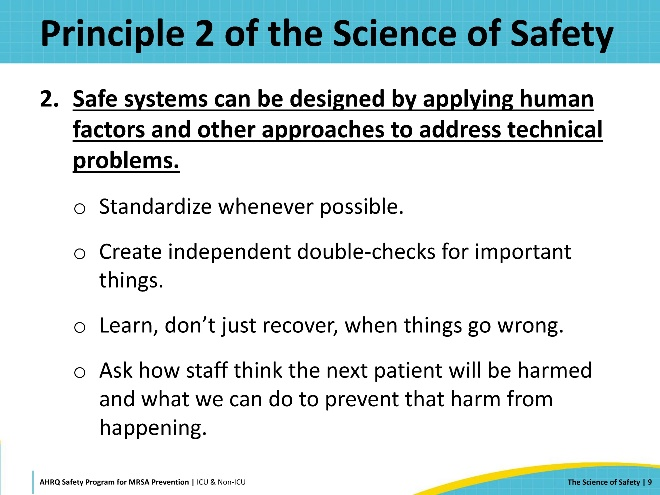 Principle 2 of the Science of Safety
2. Safe systems can be designed by applying human
factors and other approaches to address technical
problems.
o Standardize whenever possible.
o Create independent double-checks for important
things.
o Learn, don’t just recover, when things go wrong.
o Ask how staff think the next patient will be harmed
and what we can do to prevent that harm from
happening.
AHRQ Safety Program for MRSA Prevention | ICU & Non-ICU
The Science of Safety | 9